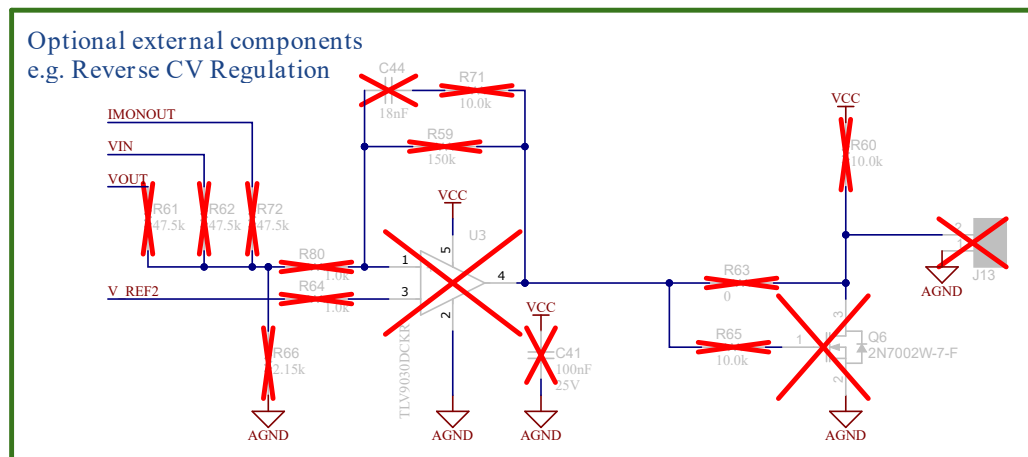 Optional external components
e.g. Reverse CV Regulation
C44
18nF
R71
10.0k
IMONOUT
VIN
VOUT
R59
150k
VCC
R60
10.0k
R61
47.5k
R62
47.5k
R72
47.5k
VCC
U3
5
1
4
3
2
TLV9030DCKR
R80
1.0k
V_REF2
R64
1.0k
R66
2.15k
AGND
AGND
VCC
C41
100nF
25V
AGND
R63
0
R65
10.0k
1
3
2
Q6
2N7002W-7-F
AGND
2
1
J13
AGND